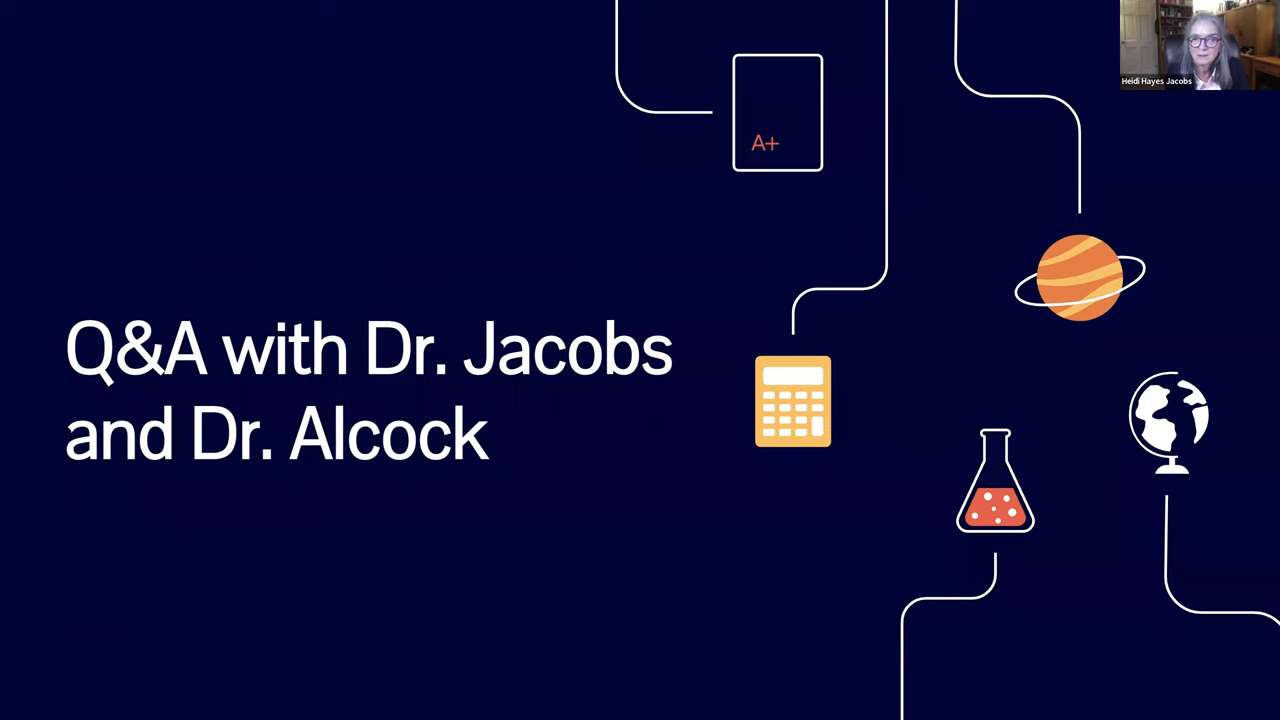 Heidi Hayes Jacobs
A+
Q&A with Dr. Jacobs
and Dr. Alcock